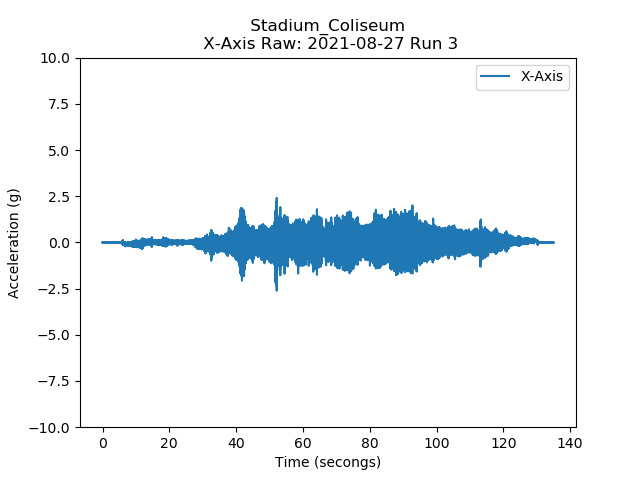 Stadium_Coliseum
X-Axis Raw: 2021-08-27 Run 3
X-Axis
10.0
7.5
5.0
2.5
0.0
−2.5
−5.0
−7.5
−10.0
Acceleration (g)
0 20 40 60 80 100 120 140
Time (secongs)